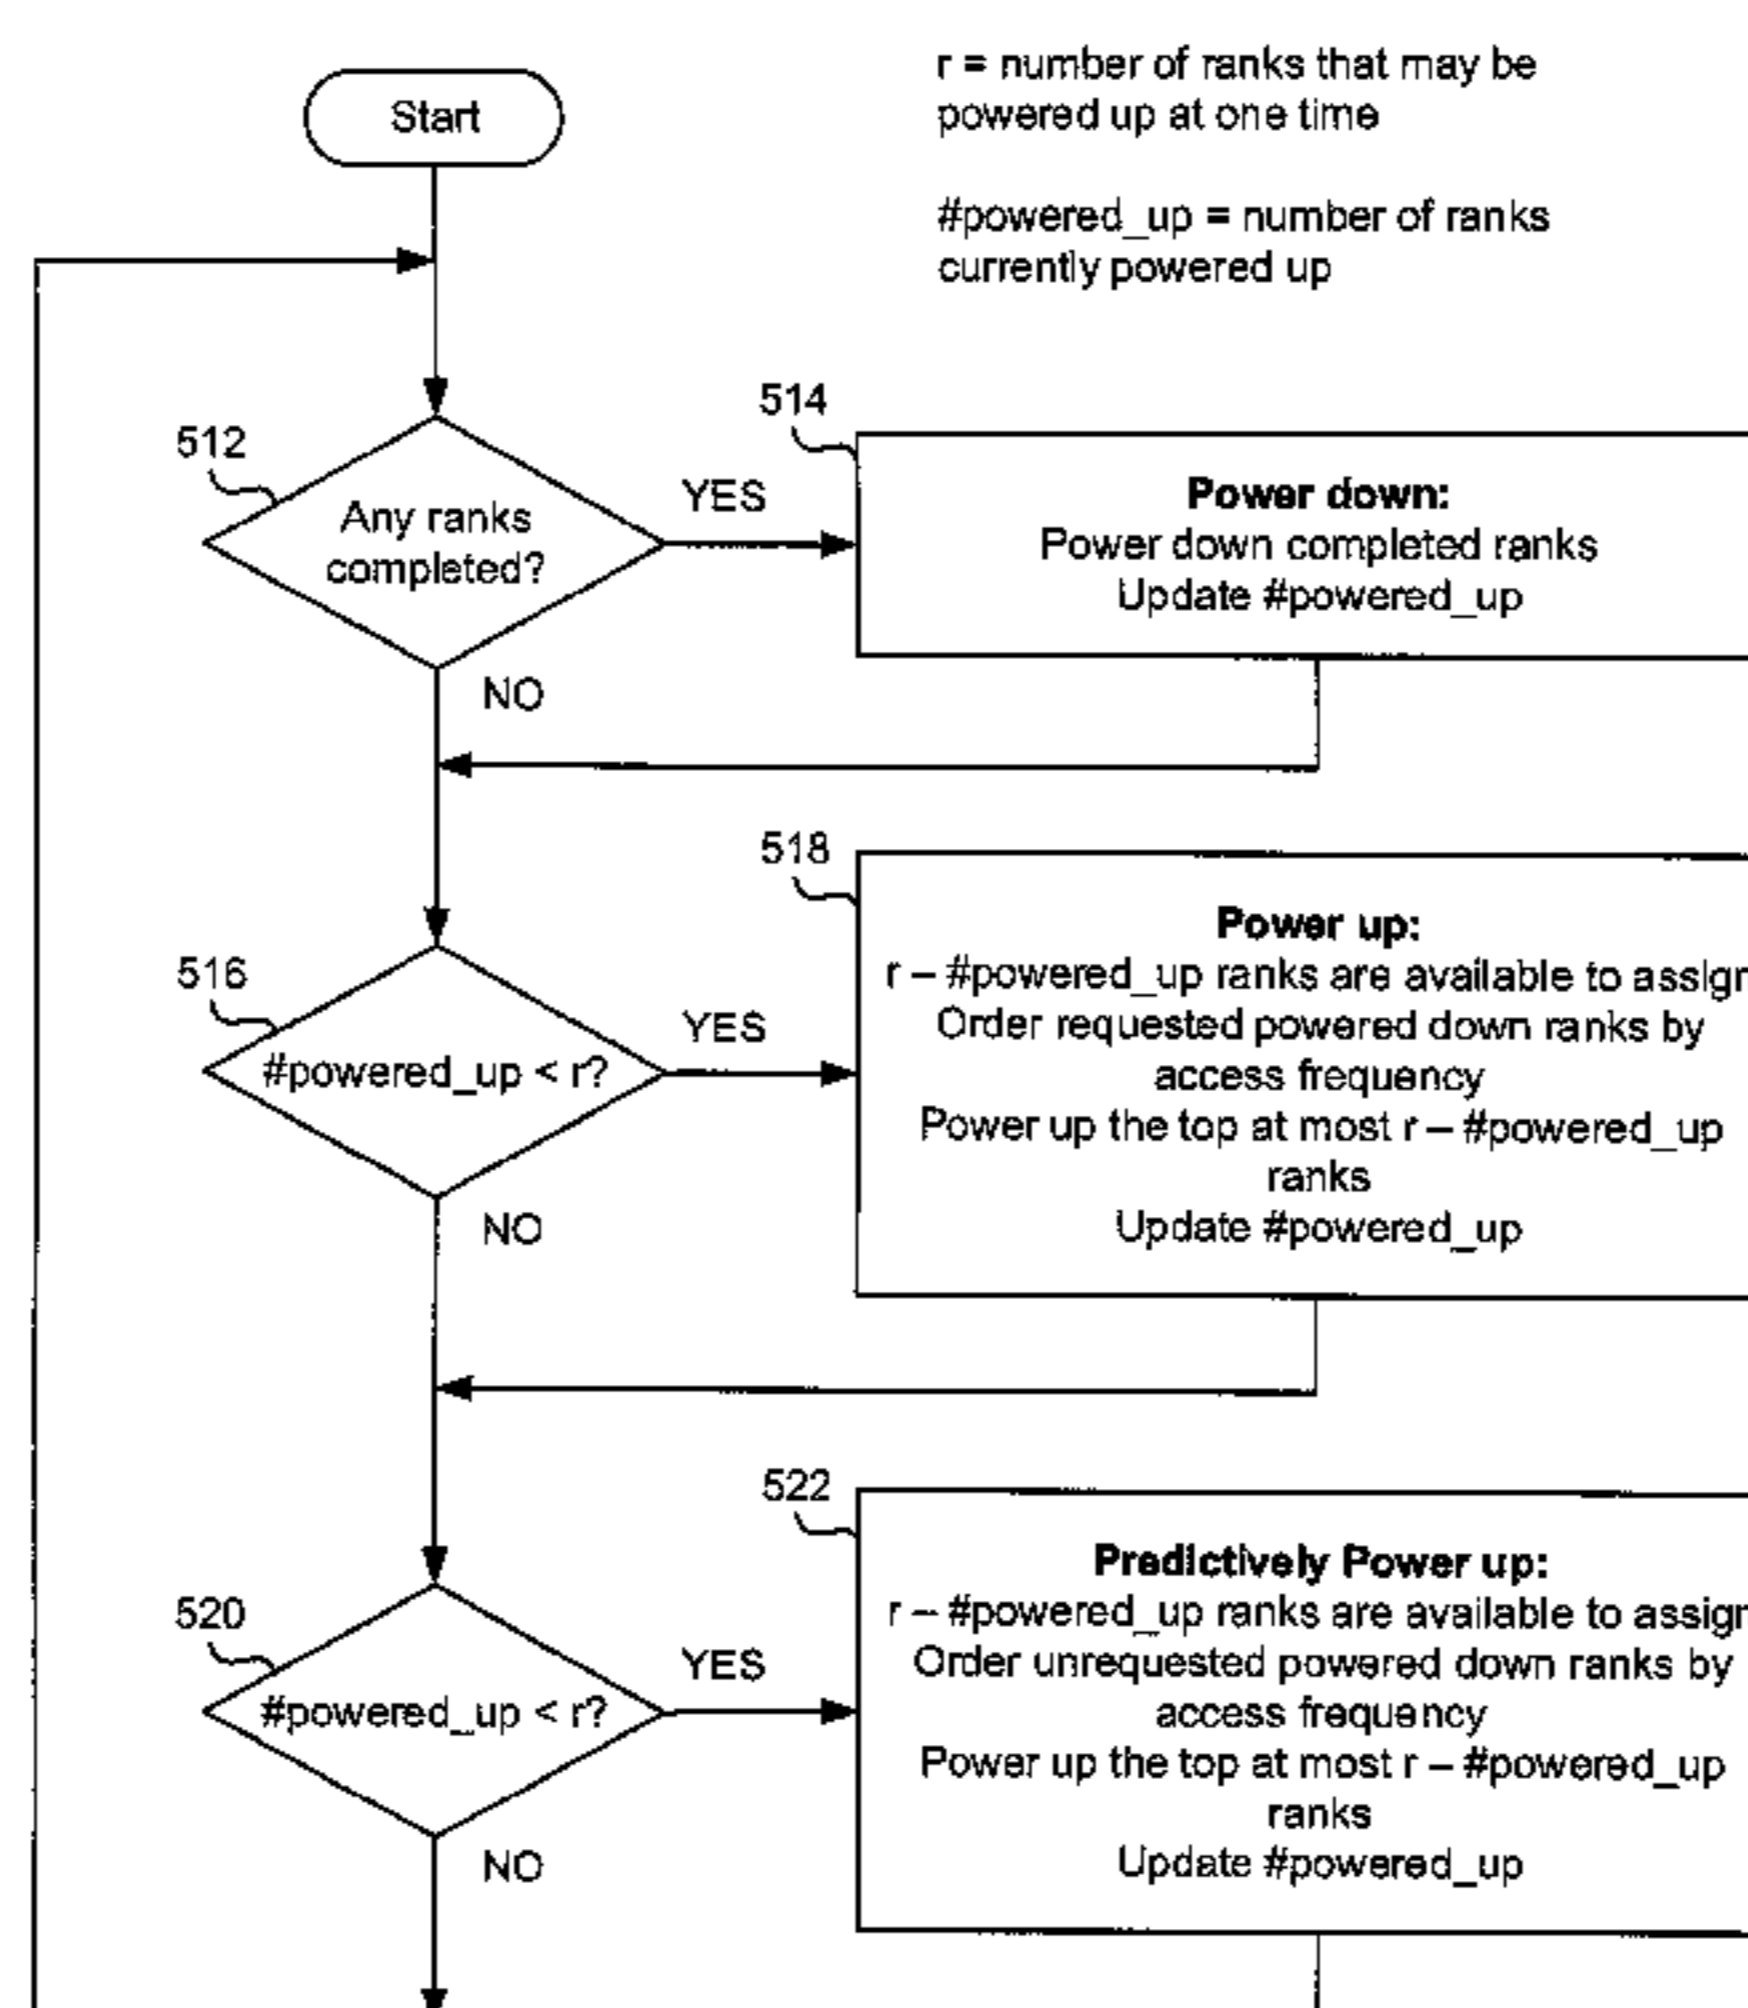 r = number of ranks that may be
powered up at one time
#powered_up = number of ranks
currently powered up
Start
512
Any ranks
completed?
YES
NO
514
Power down:
Power down completed ranks
Update #powered_up
516
#powered_up < r?
YES
NO
518
Power up:
r – #powered_up ranks are available to
Order requested powered down ranks by
access frequency
Power up the top at most r – #powered_up
ranks
Update #powered_up
520
#powered_up < r?
YES
NO
522
Predictively Power up:
r – #powered_up ranks are available to
Order unrequested powered down ranks by
access frequency
Power up the top at most r – #powered_up
ranks
Update #powered_up